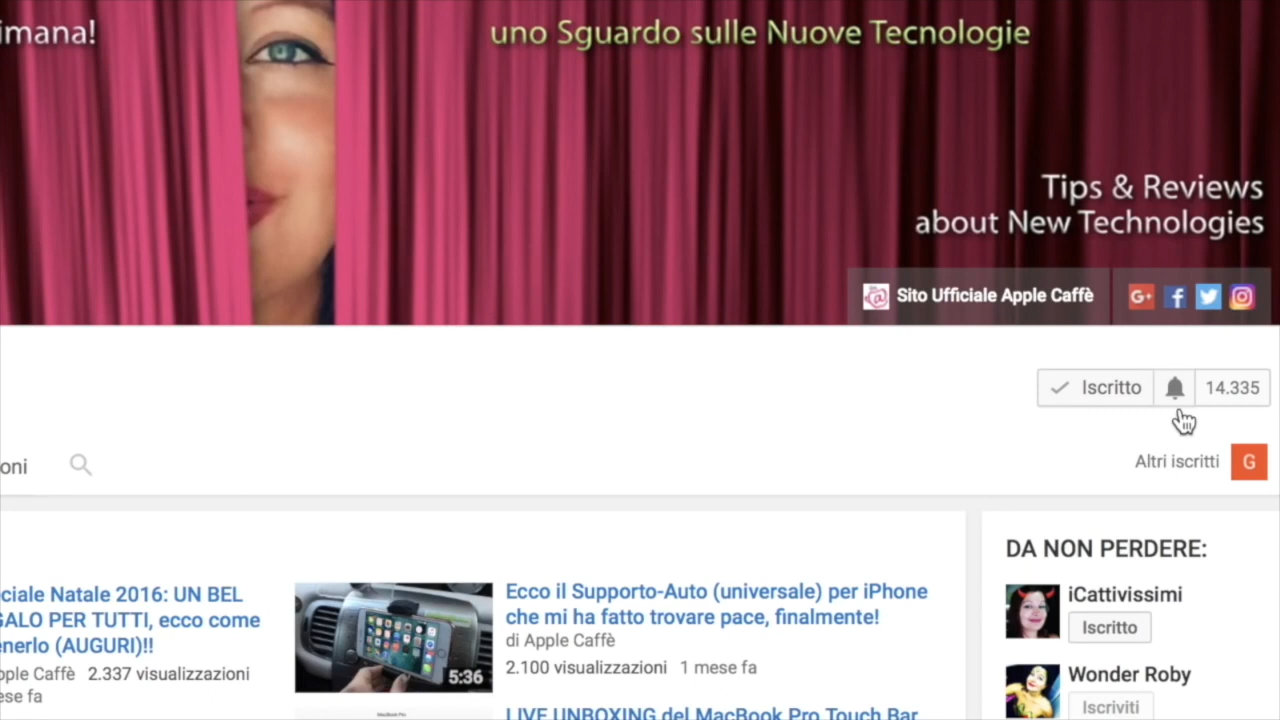 imana!
uno Sguardo sulle Nuove Tecnologie
Tips & Reviews
about New Technologies
Sito Ufficiale Apple Caffè
G+
Iscritto
14.335
oni
Altri iscritti
G
DA NON PERDERE:
ciale Natale 2016: UN BEL
GALO PER TUTTI, ecco come
enerlo (AUGURI)!!
pple Caffè 2.337 visualizzazioni
ese fa
5:36
Ecco il Supporto-Auto (universale) per iPhone
che mi ha fatto trovare pace, finalmente!
di Apple Caffè
2.100 visualizzazioni 1 mese fa
MacBook Pro
LIVE UNBOXING del MacBook Pro Touch Bar
iCattivissimi
Iscritto
Wonder Roby
Iscriviti